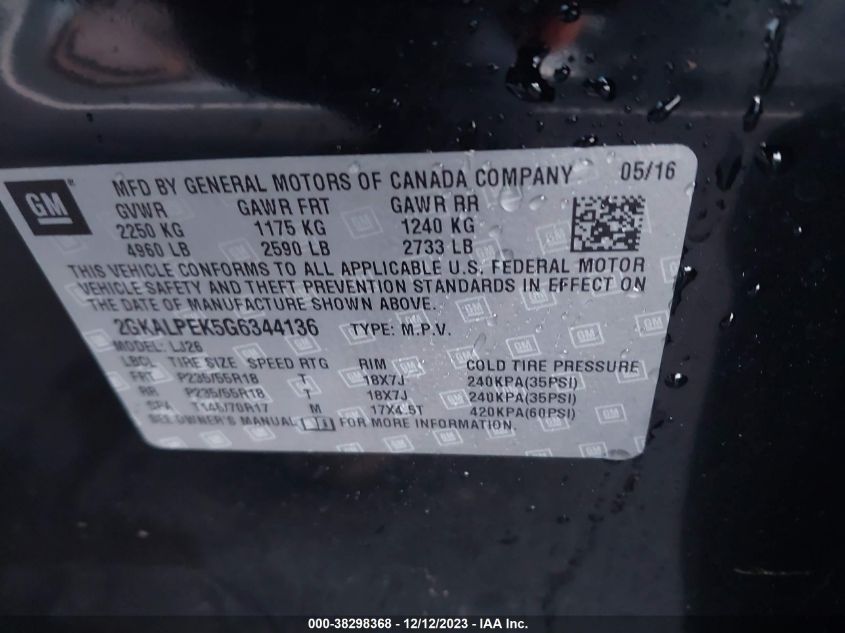 GM
MFD BY GENERAL MOTORS OF CANADA COMPANY 05/16
GVWR GAWR FRT GAWR RR
2250 KG 1175 KG 1240 KG
4960 LB 2590 LB 2733 LB
THIS VEHICLE CONFORMS TO ALL APPLICABLE U.S. FEDERAL MOTOR
VEHICLE SAFETY AND THEFT PREVENTION STANDARDS IN EFFECT ON
THE DATE OF MANUFACTURE SHOWN ABOVE.
2GKALPEK5G6344136 TYPE: M.P.V.
MODEL: LJ26
LBCL TIRE SIZE SPEED RTG RIM COLD TIRE PRESSURE
FRT P235/55R18 T 18X7J 240KPA(35PSI)
RR P235/55R18 T 18X7J 240KPA(35PSI)
SPA T145/70R17 M 17X4.5T 420KPA(60PSI)
SEE OWNER'S MANUAL FOR MORE INFORMATION.
000-38298368 - 12/12/2023 - IAA Inc.